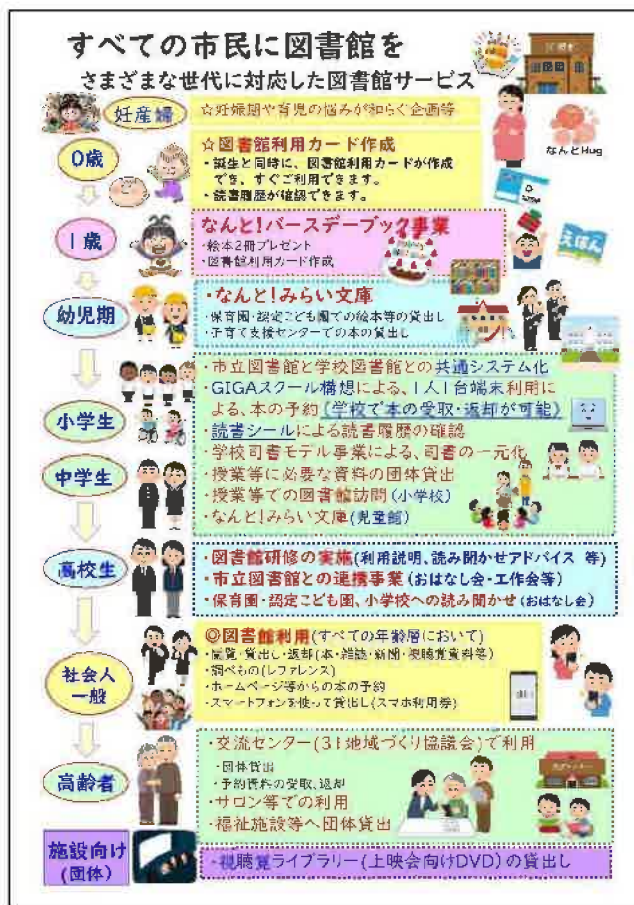 すべての市民に図書館を
さまざまな世代に対応した図書館サービス
妊産婦
☆妊娠期や育児の悩みが和らぐ企画等
なんとHug
0歳
☆図書館利用カード作成
・誕生と同時に、図書館利用カードが作成
でき、すぐご利用できます。
・読書履歴が確認できます。
1歳
なんと!バースデーブック事業
・絵本2冊プレゼント
・図書館利用カード作成
えほん
幼児期
・なんと!みらい文庫
・保育園・認定こども園での絵本等の貸出し
・子育て支援センターでの本の貸出し
小学生
中学生
・市立図書館と学校図書館との共通システム化
・GIGAスクール構想による、1人1台端末利用に
よる、本の予約(学校で本の受取・返却が可能)
・読書シールによる読書履歴の確認
・学校司書モデル事業による、司書の一元化
・授業等に必要な資料の団体貸出
・授業等での図書館訪問(小学校)
・なんと!みらい文庫(児童館)
高校生
・図書館研修の実施(利用説明、読み聞かせアドバイス 等)
・市立図書館との連携事業(おはなし会・工作会等)
・保育園・認定こども園、小学校への読み聞かせ(おはなし会)
社会人
一般
◎図書館利用(すべての年齢層において)
・閲覧・貸出し・返却(本・雑誌・新聞・視聴覚資料等)
・調べもの(レファレンス)
・ホームページ等からの本の予約
・スマートフォンを使って貸出し(スマホ利用券)
高齢者
・交流センター(31地域づくり協議会)で利用
・団体貸出
・予約資料の受取、返却
・サロン等での利用
・福祉施設等へ団体貸出
施設向け
(団体)
・視聴覚ライブラリー(上映会向けDVD)の貸出し